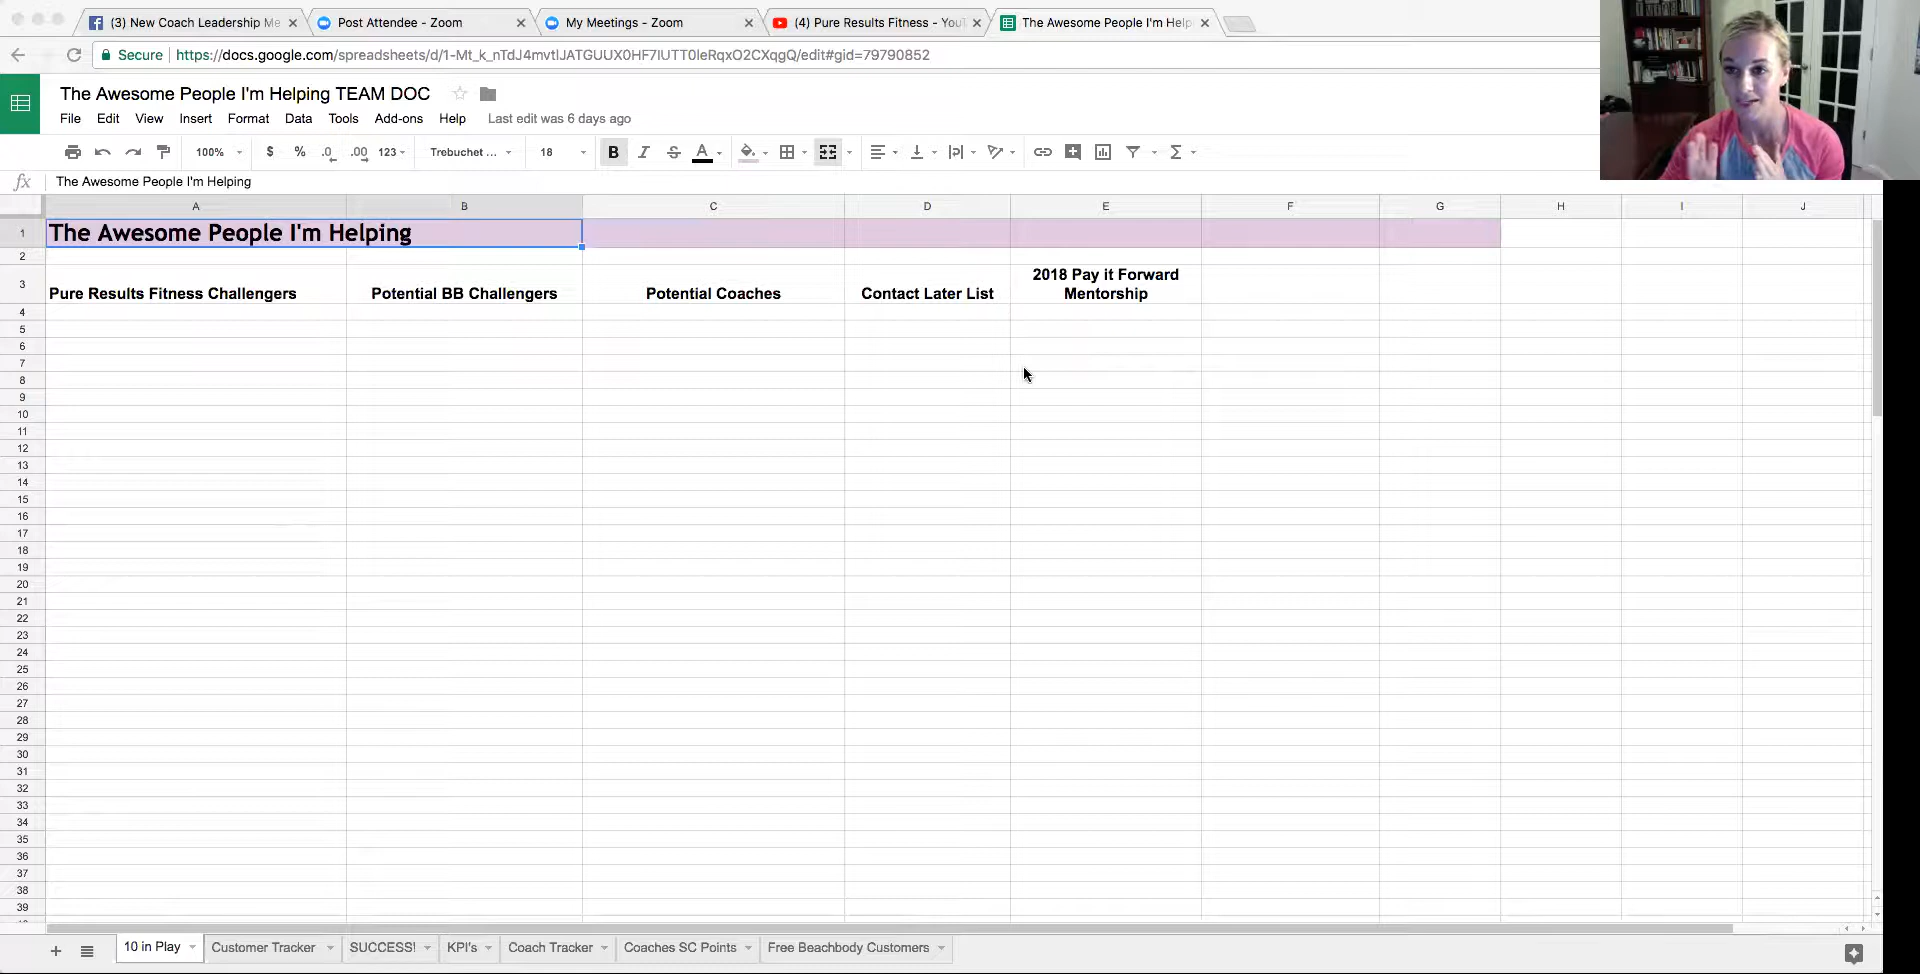 (3) New Coach Leadership Me
Post Attendee - Zoom
My Meetings - Zoom
(4) Pure Results Fitness - You
The Awesome People I'm Help
Secure
https://docs.google.com/spreadsheets/d/1-Mt_k_nTdJ4mvtlJATGUUX0HF7IUTT0leRqxO2CXqgQ/edit#gid=79790852
The Awesome People I'm Helping TEAM DOC
File Edit View Insert Format Data Tools Add-ons Help Last edit was 6 days ago
100% $ % .0 .00 123 Trebuchet ... 18 B I S A Σ
fx The Awesome People I'm Helping
A B C D E F G H I J
1 The Awesome People I'm Helping
2
2018 Pay it Forward
3 Pure Results Fitness Challengers Potential BB Challengers Potential Coaches Contact Later List Mentorship
4
5
6
7
8
9
10
11
12
13
14
15
16
17
18
19
20
21
22
23
24
25
26
27
28
29
30
31
32
33
34
35
36
37
38
39
10 in Play Customer Tracker SUCCESS! KPI's Coach Tracker Coaches SC Points Free Beachbody Customers